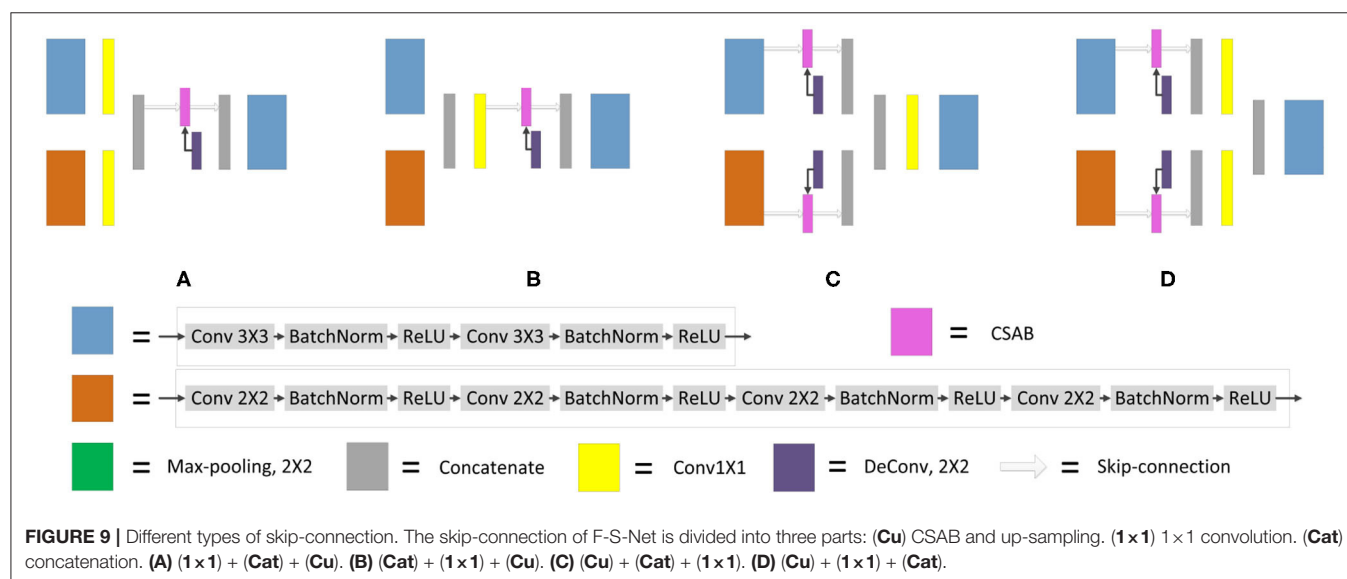 A B C D
= Conv 3X3 BatchNorm ReLU Conv 3X3 BatchNorm ReLU = CSAB
= Conv 2X2 BatchNorm ReLU Conv 2X2 BatchNorm ReLU Conv 2X2 BatchNorm ReLU Conv 2X2 BatchNorm ReLU
= Max-pooling, 2X2 = Concatenate = Conv1X1 = DeConv, 2X2 = Skip-connection
FIGURE 9 | Different types of skip-connection. The skip-connection of F-S-Net is divided into three parts: (Cu) CSAB and up-sampling. (1×1) 1×1 convolution. (Cat)
concatenation. (A) (1×1) + (Cat) + (Cu). (B) (Cat) + (1×1) + (Cu). (C) (Cu) + (Cat) + (1×1). (D) (Cu) + (1×1) + (Cat).